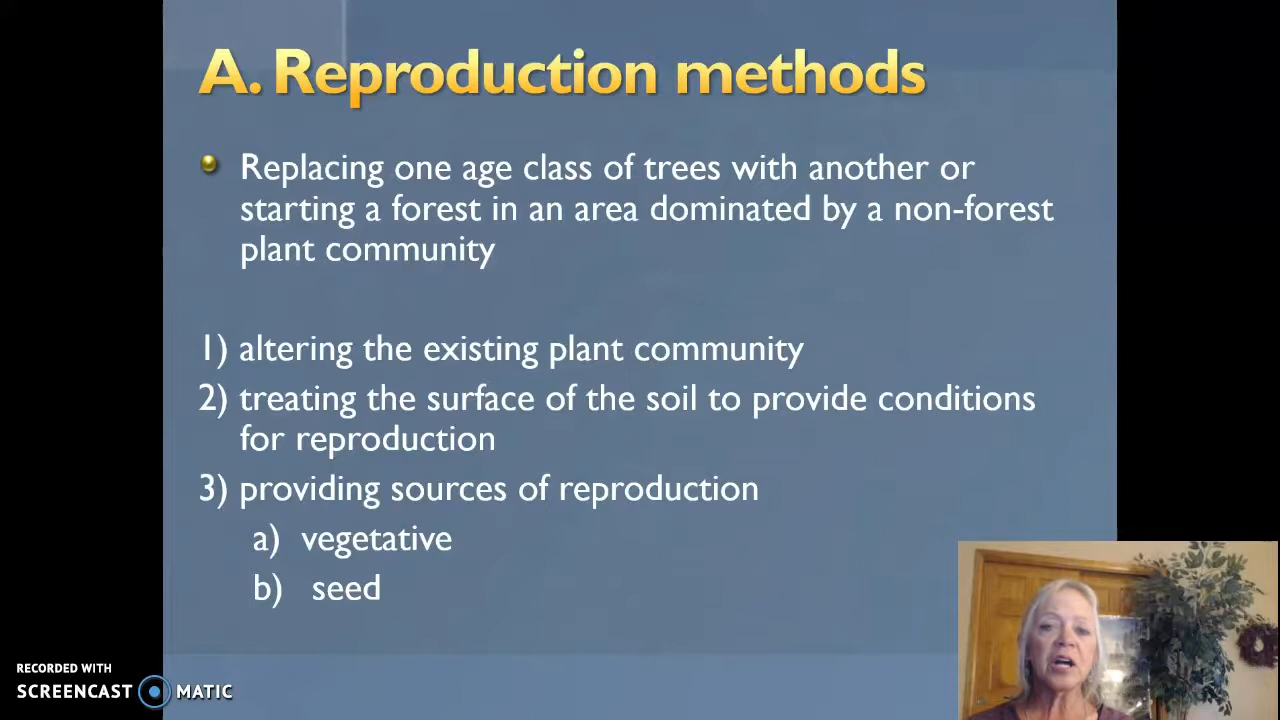 A. Reproduction methods
Replacing one age class of trees with another or
starting a forest in an area dominated by a non-forest
plant community
1) altering the existing plant community
2) treating the surface of the soil to provide conditions
for reproduction
3) providing sources of reproduction
a) vegetative
b) seed
RECORDED WITH
SCREENCAST MATIC